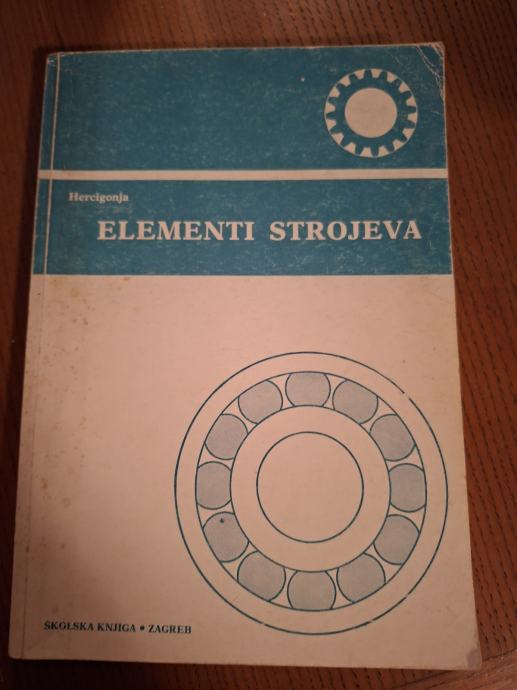 Hercigonja
ELEMENTI STROJEVA
ŠKOLSKA KNJIGA • ZAGREB